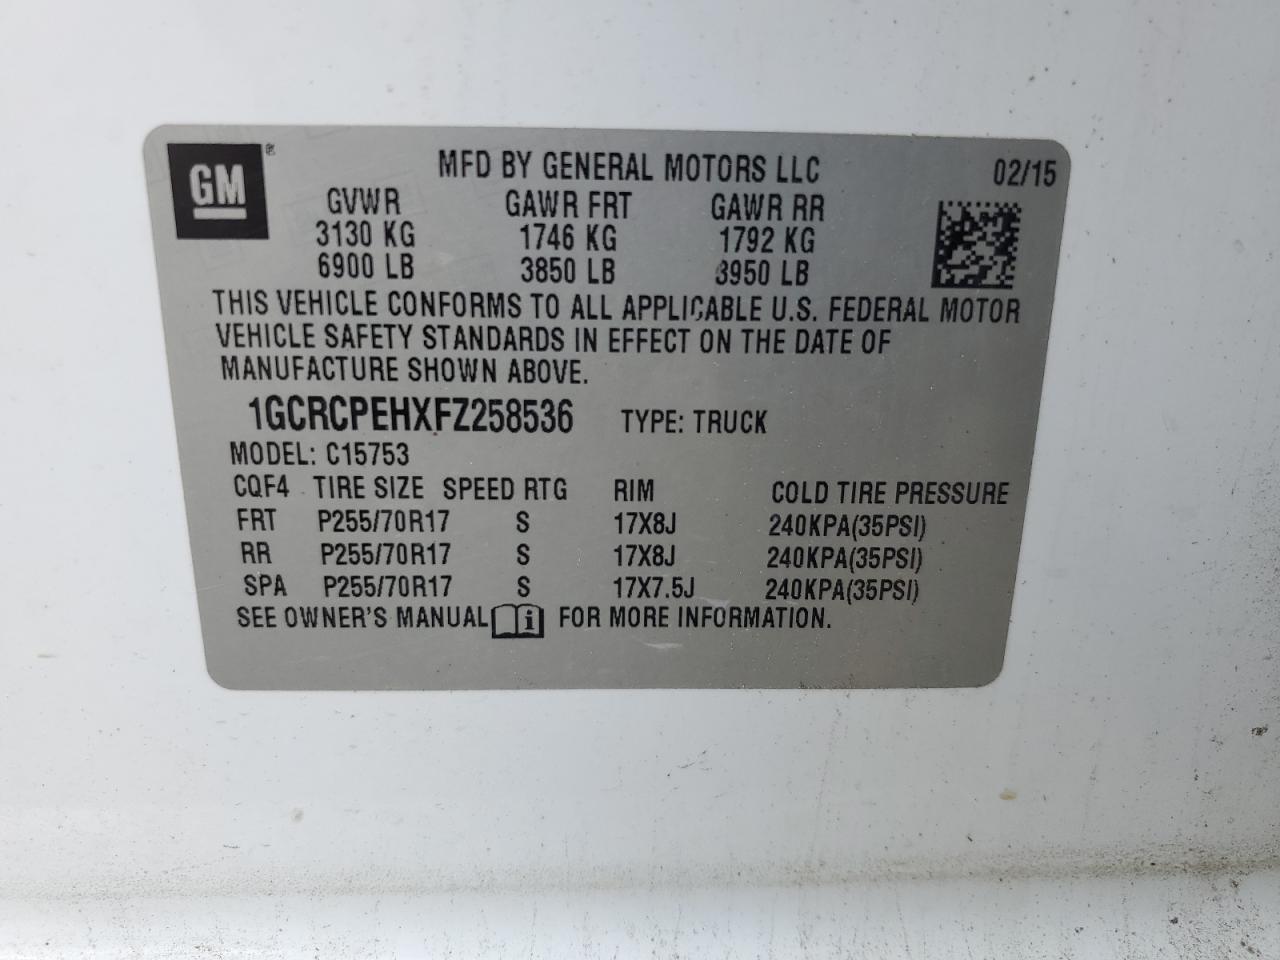 GM®
MFD BY GENERAL MOTORS LLC 02/15
GVWR GAWR FRT GAWR RR
3130 KG 1746 KG 1792 KG
6900 LB 3850 LB 3950 LB
THIS VEHICLE CONFORMS TO ALL APPLICABLE U.S. FEDERAL MOTOR
VEHICLE SAFETY STANDARDS IN EFFECT ON THE DATE OF
MANUFACTURE SHOWN ABOVE.
1GCRCPEHXFZ258536 TYPE: TRUCK
MODEL: C15753
CQF4 TIRE SIZE SPEED RTG RIM COLD TIRE PRESSURE
FRT P255/70R17 S 17X8J 240KPA(35PSI)
RR P255/70R17 S 17X8J 240KPA(35PSI)
SPA P255/70R17 S 17X7.5J 240KPA(35PSI)
SEE OWNER'S MANUAL i FOR MORE INFORMATION.